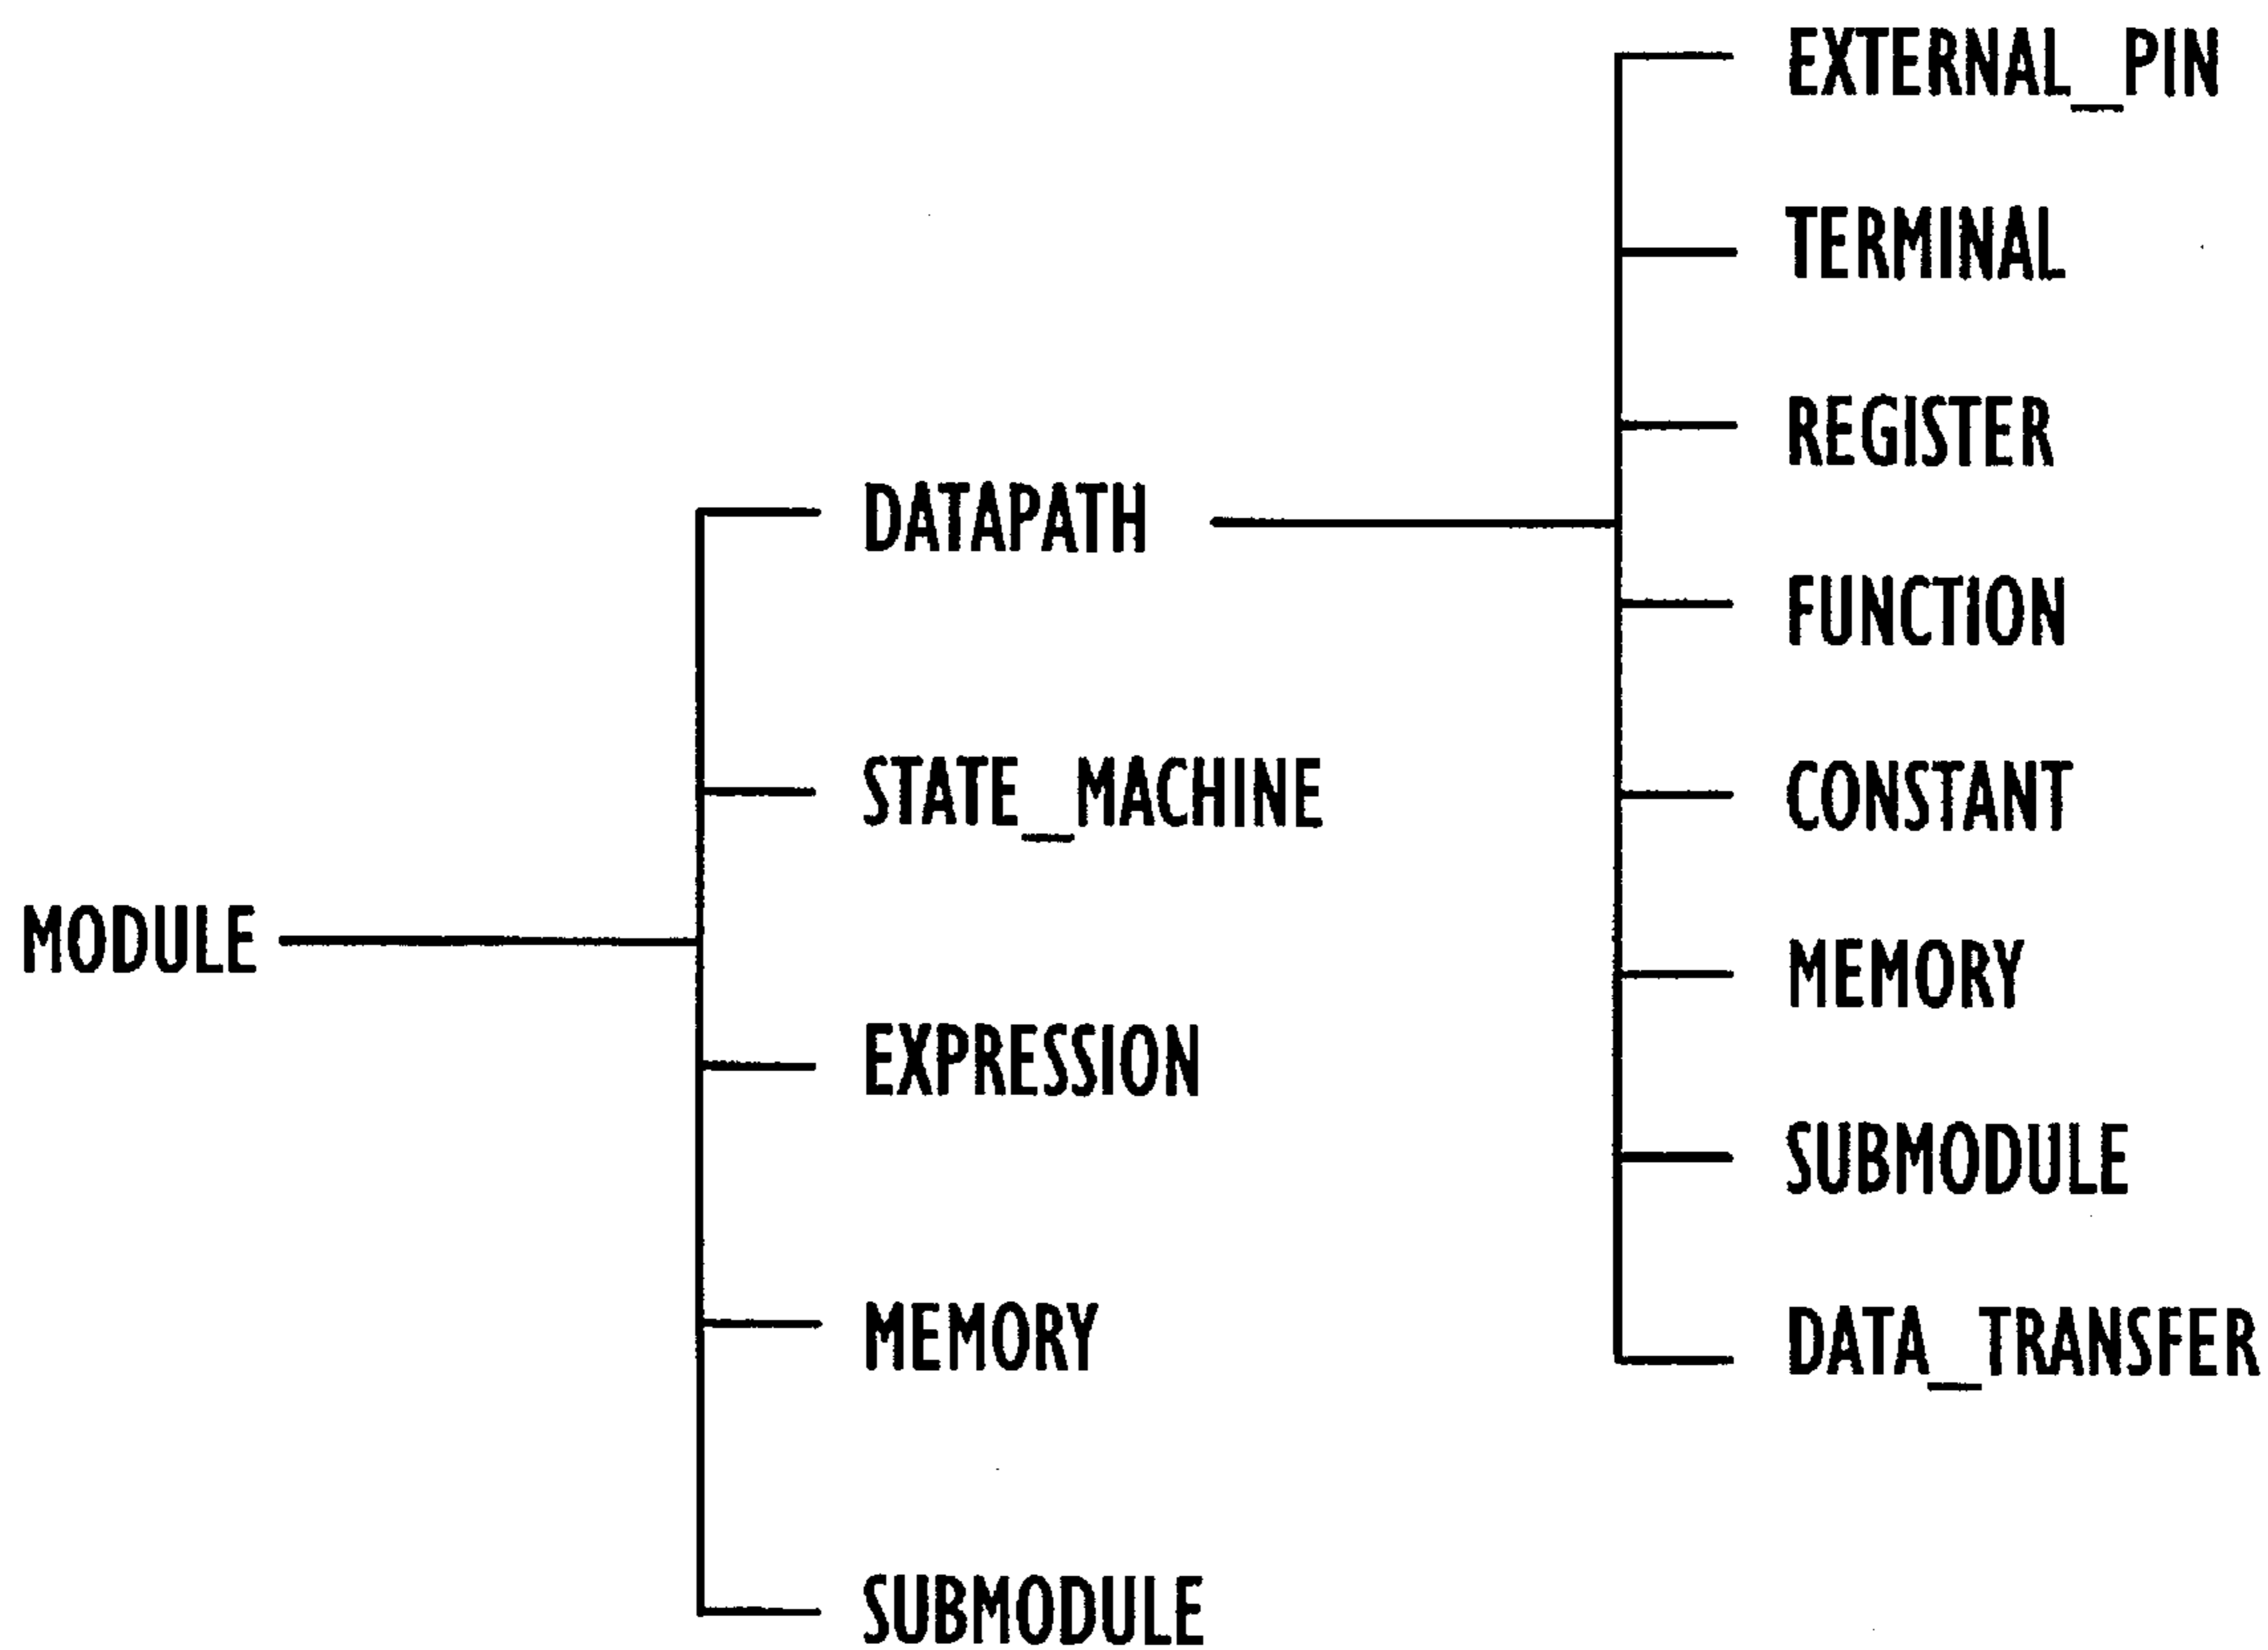 MODULE
DATAPATH
STATE_MACHINE
EXPRESSION
MEMORY
SUBMODULE
EXTERNAL_PIN
TERMINAL
REGISTER
FUNCTION
CONSTANT
MEMORY
SUBMODULE
DATA_TRANSFER